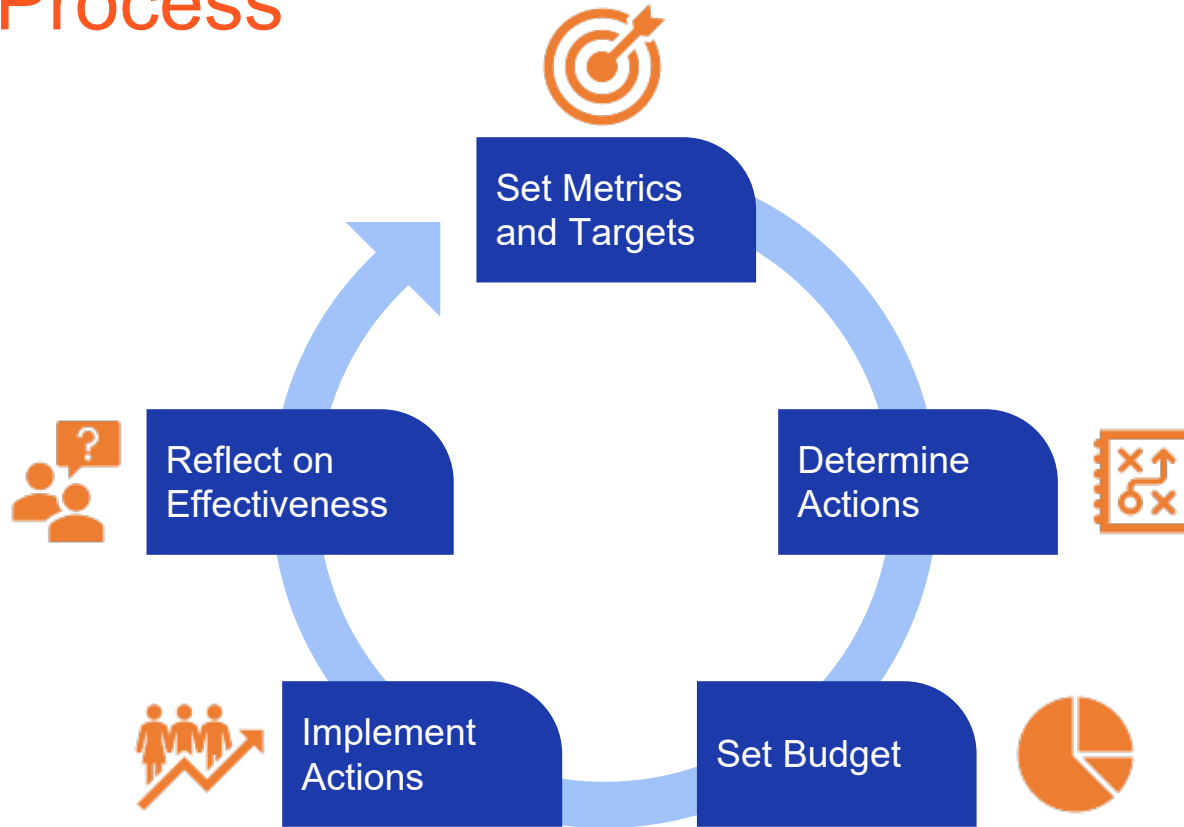 Process
Set Metrics
and Targets
Determine
Actions
Set Budget
Implement
Actions
Reflect on
Effectiveness
?